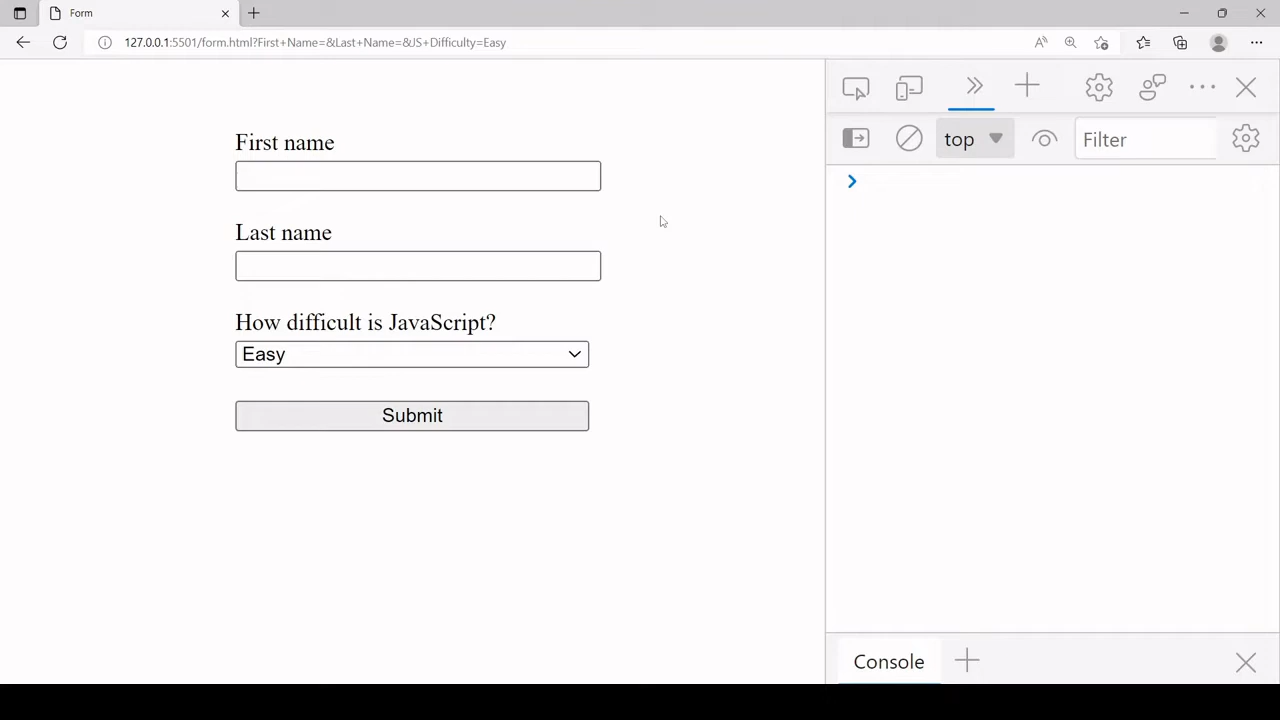 Form
127.0.0.1:5501/form.html?First+Name=&Last+Name=&JS+Difficulty=Easy
First name
Last name
How difficult is JavaScript?
Easy
Submit
top
Filter
Console